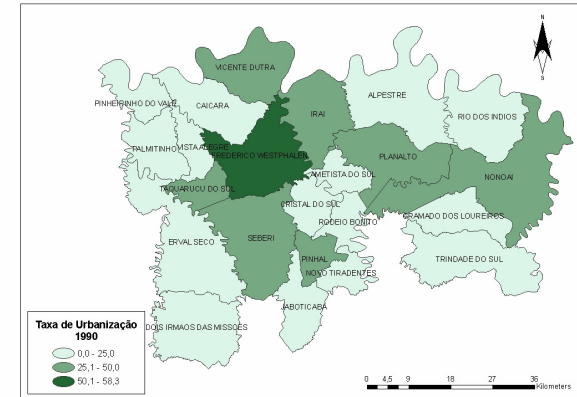 N
S
VICENTE DUTRA
PINHEIRINHO DO VALE
CAICARA
IRAI
ALPESTRE
RIO DOS INDIOS
PALMITINHO
VISTA ALEGRE
FREDERICO WESTPHALEN
PLANALTO
AMETISTA DO SUL
NONOAI
TAQUARUCU DO SUL
CRISTAL DO SUL
RODEIO BONITO
GRAMADO DOS LOUREIROS
ERVAL SECO
SEBERI
PINHAL
TRINDADE DO SUL
NOVO TIRADENTES
JABOTICABA
DOIS IRMAOS DAS MISSOES
Taxa de Urbanização
1990
0,0 - 25,0
25,1 - 50,0
50,1 - 58,3
0 4,5 9 18 27 36
Kilometers